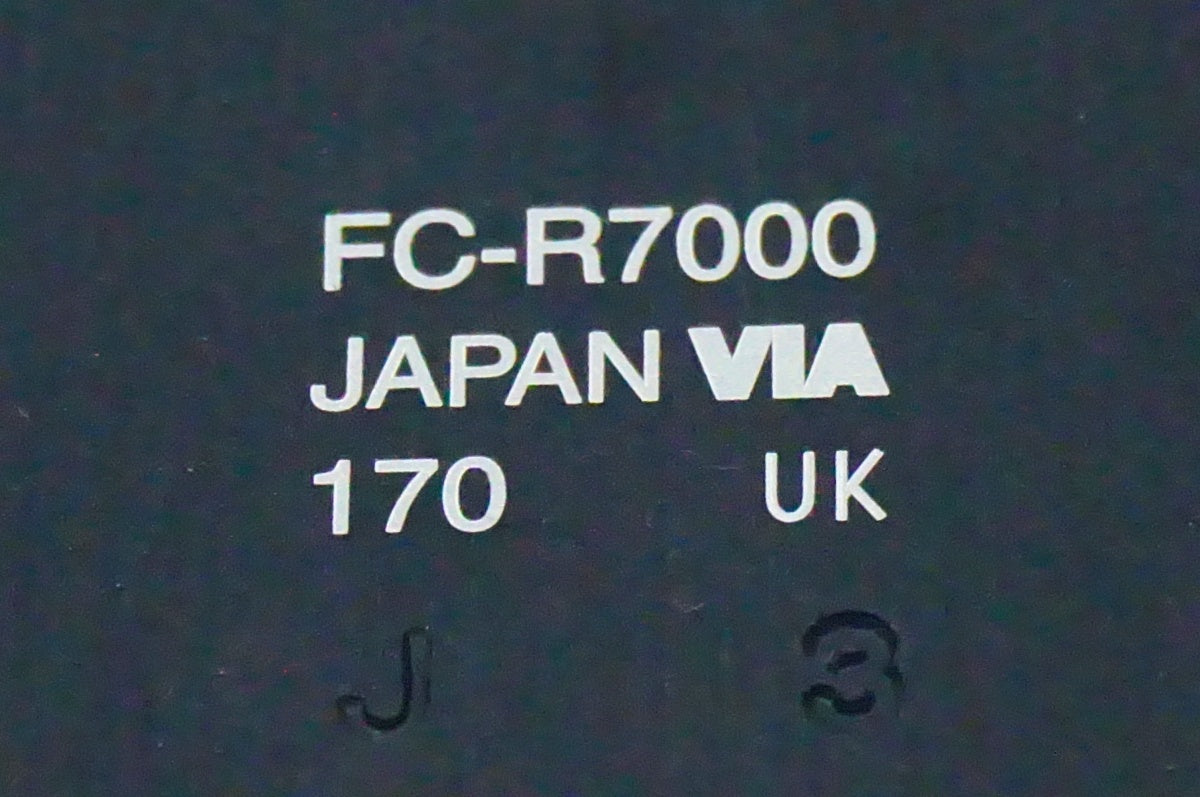 FC-R7000
JAPAN VIA
170 UK
J 3